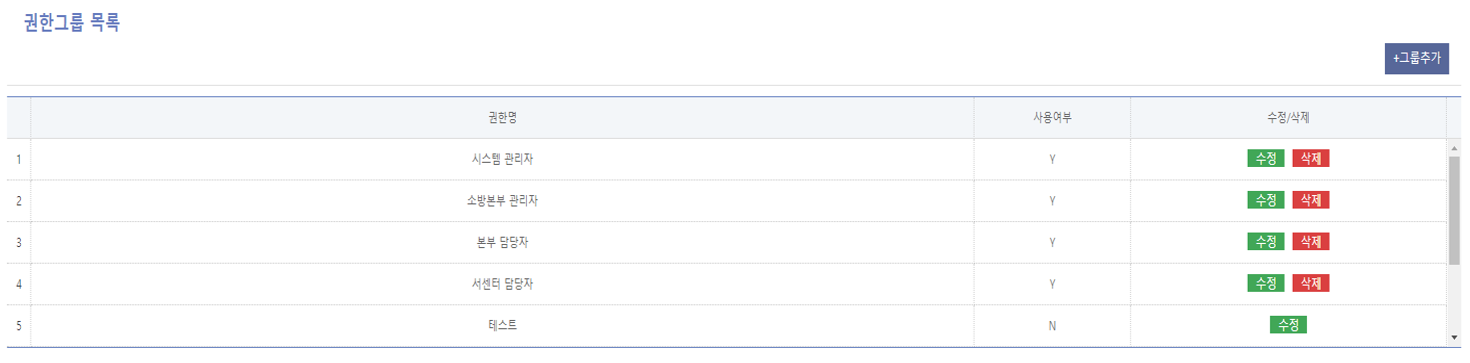 권한그룹 목록
+그룹추가
권한명 사용여부 수정/삭제
1 시스템 관리자 Y 수정 삭제
2 소방본부 관리자 Y 수정 삭제
3 본부 담당자 Y 수정 삭제
4 서센터 담당자 Y 수정 삭제
5 테스트 N 수정